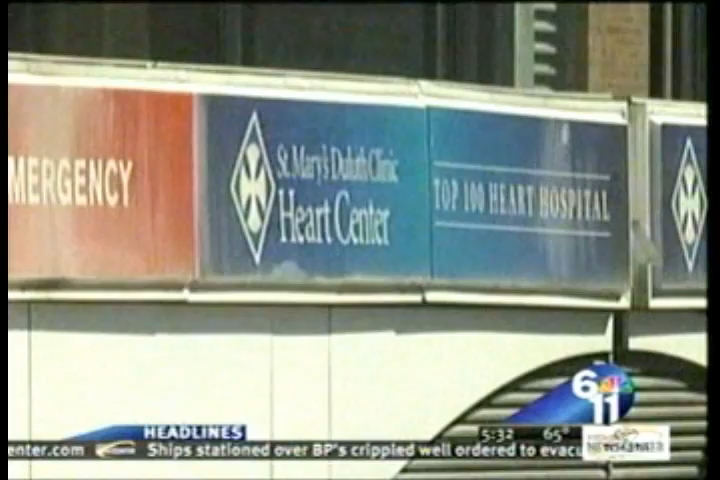 MERGENCY
St. Mary's Duluth Clinic
Heart Center
TOP 100 HEART HOSPITAL
6
11
HEADLINES
5:32 65°
enter.com Ships stationed over BP's crippled well ordered to evacu